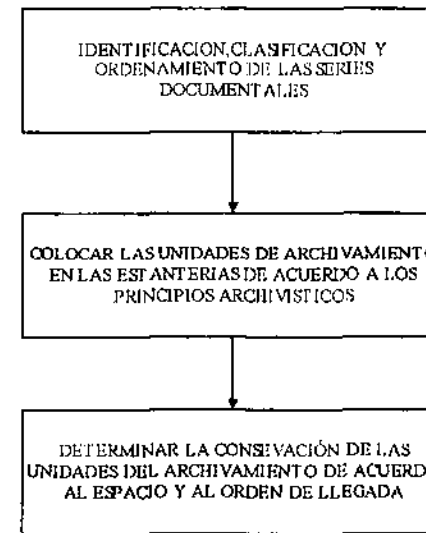 IDENTIFICACION,CLASIFICACION Y
ORDENAMIENTO DE LAS SERIES
DOCUMENTALES
COLOCAR LAS UNIDADES DE ARCHIVAMIENTO
EN LAS ESTANTERIAS DE ACUERDO A LOS
PRINCIPIOS ARCHIVISTICOS
DETERMINAR LA CONSEVACIÓN DE LAS
UNIDADES DEL ARCHIVAMIENTO DE ACUERD
AL ESPACIO Y AL ORDEN DE LLEGADA